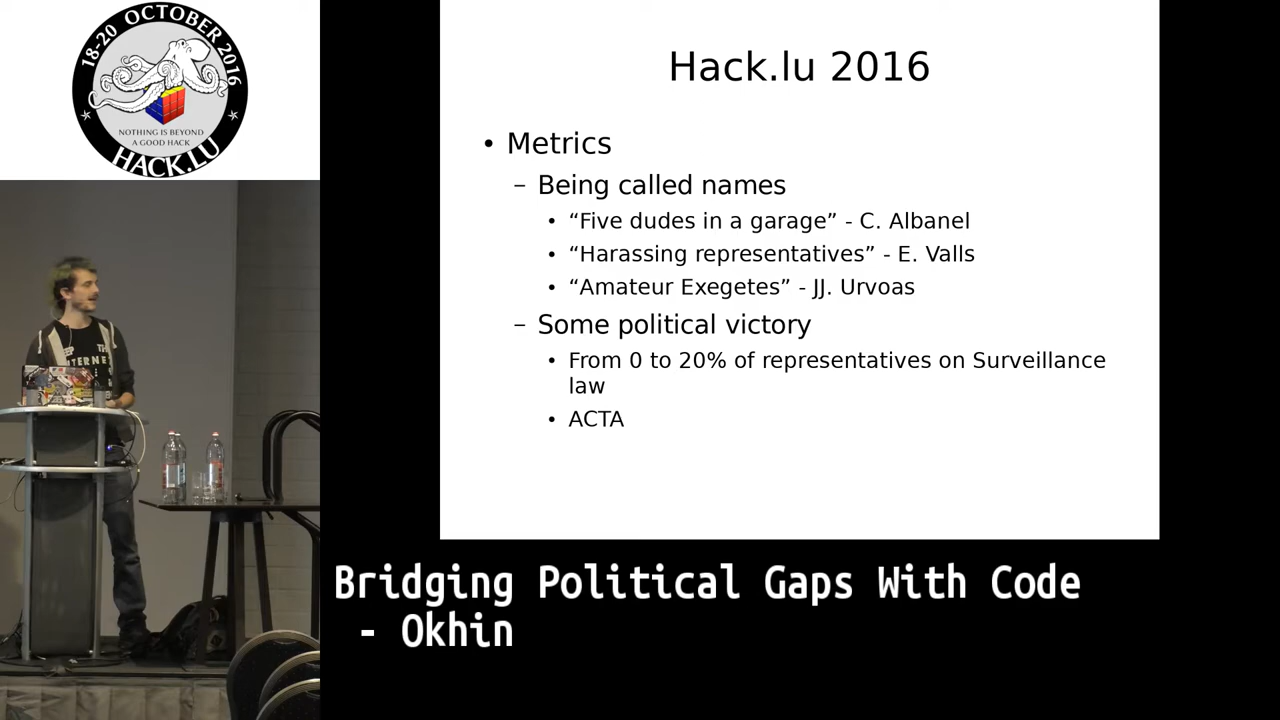 18-20 OCTOBER 2016
NOTHING IS BEYOND
A GOOD HACK
HACK.LU
Hack.lu 2016
• Metrics
– Being called names
• “Five dudes in a garage” - C. Albanel
• “Harassing representatives” - E. Valls
• “Amateur Exegetes” - JJ. Urvoas
– Some political victory
• From 0 to 20% of representatives on Surveillance
law
• ACTA
Bridging Political Gaps With Code
- Okhin